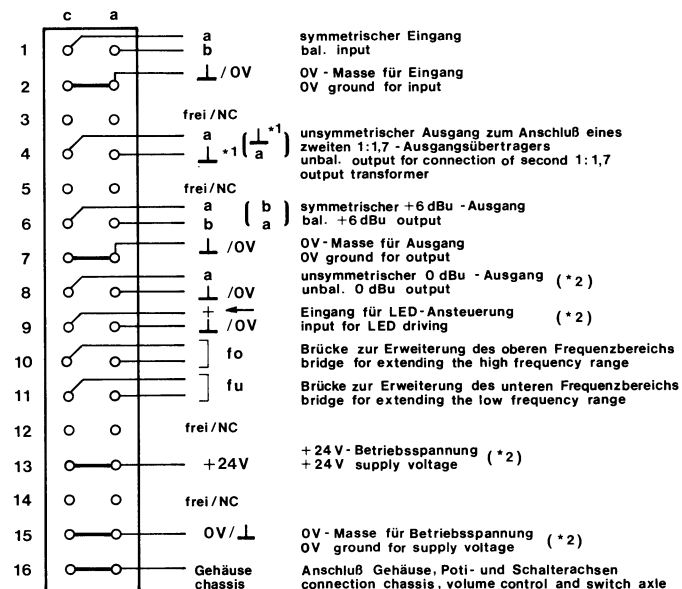 c a
1 a symmetrischer Eingang
b bal. input
2 ⊥ / 0V 0V - Masse für Eingang
0V ground for input
3 frei / NC
4 a ( ⊥ *1 ) unsymmetrischer Ausgang zum Anschluß eines
⊥ *1 ( a ) zweiten 1:1,7 - Ausgangsübertragers
unbal. output for connection of second 1:1,7
output transformer
5 frei / NC
6 a ( b ) symmetrischer +6 dBu - Ausgang
b ( a ) bal. +6 dBu output
7 ⊥ / 0V 0V - Masse für Ausgang
0V ground for output
8 a unsymmetrischer 0 dBu - Ausgang (*2)
⊥ / 0V unbal. 0 dBu output
9 + ← Eingang für LED-Ansteuerung (*2)
⊥ / 0V input for LED driving
10 fo Brücke zur Erweiterung des oberen Frequenzbereichs
bridge for extending the high frequency range
11 fu Brücke zur Erweiterung des unteren Frequenzbereichs
bridge for extending the low frequency range
12 frei / NC
13 +24V +24V - Betriebsspannung (*2)
+24V supply voltage
14 frei / NC
15 0V / ⊥ 0V - Masse für Betriebsspannung (*2)
0V ground for supply voltage
16 Gehäuse Anschluß Gehäuse, Poti- und Schalterachsen
chassis connection chassis, volume control and switch axle